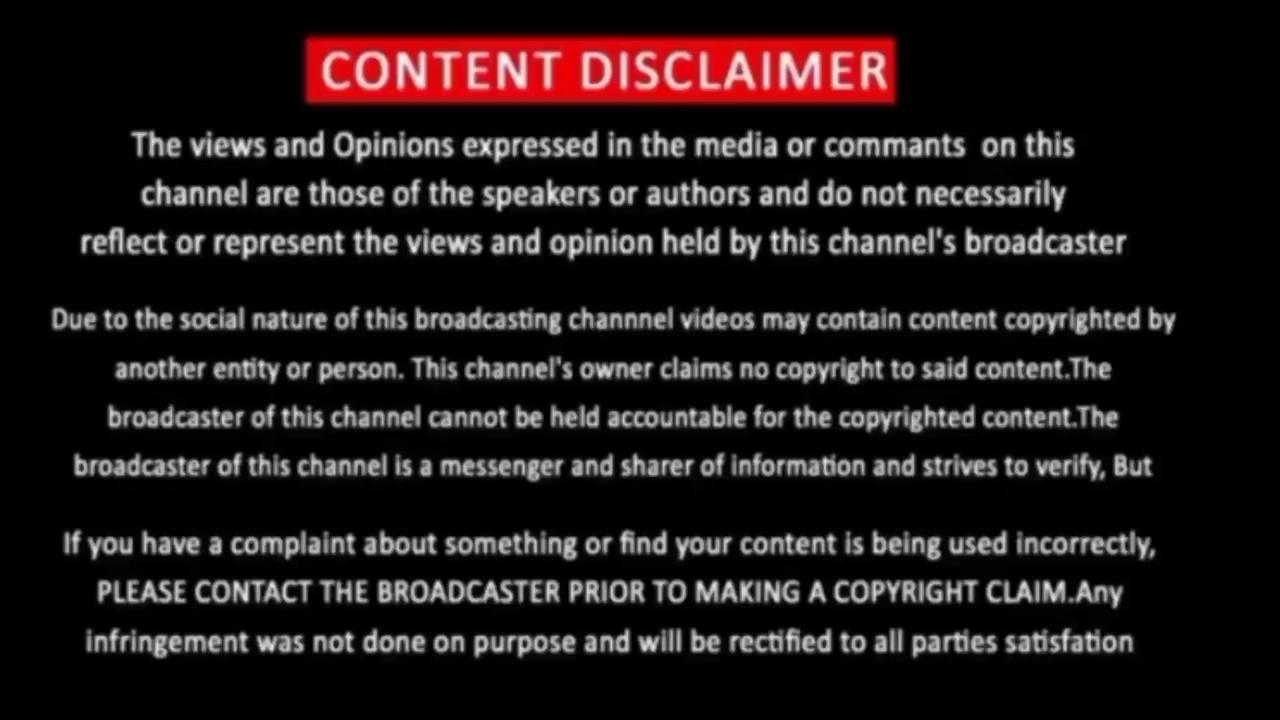 CONTENT DISCLAIMER
The views and Opinions expressed in the media or commants on this
channel are those of the speakers or authors and do not necessarily
reflect or represent the views and opinion held by this channel's broadcaster
Due to the social nature of this broadcasting channnel videos may contain content copyrighted by
another entity or person. This channel's owner claims no copyright to said content.The
broadcaster of this channel cannot be held accountable for the copyrighted content.The
broadcaster of this channel is a messenger and sharer of information and strives to verify, But
If you have a complaint about something or find your content is being used incorrectly,
PLEASE CONTACT THE BROADCASTER PRIOR TO MAKING A COPYRIGHT CLAIM.Any
infringement was not done on purpose and will be rectified to all parties satisfation